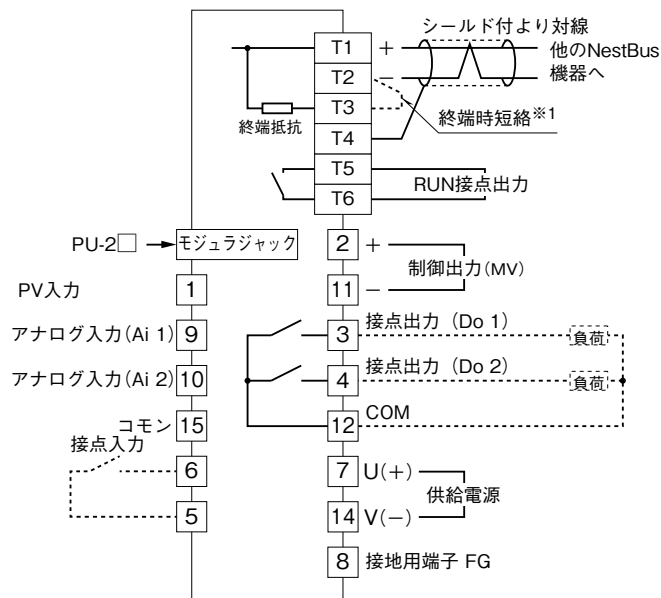 シールド付より対線
T1 + 他のNestBus
T2 − 機器へ
T3
終端抵抗 終端時短絡※1
T4
T5
RUN接点出力
T6
PU-2□ モジュラジャック 2 +
制御出力(MV)
PV入力 1 11 −
アナログ入力(Ai 1) 9 3 接点出力（Do 1） 負荷
アナログ入力(Ai 2) 10 4 接点出力（Do 2） 負荷
コモン 15 12 COM
接点入力
6 7 U(+)
供給電源
5 14 V(−)
8 接地用端子 FG